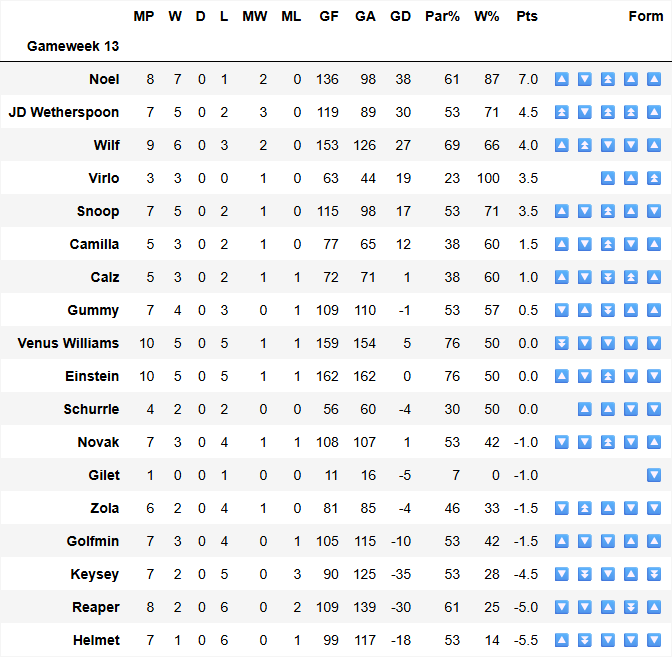 MP W D L MW ML GF GA GD Par% W% Pts Form
Gameweek 13
Noel 8 7 0 1 2 0 136 98 38 61 87 7.0 🔼 🔽 ⏫ 🔼 🔼
JD Wetherspoon 7 5 0 2 3 0 119 89 30 53 71 4.5 ⏫ 🔽 ⏫ ⏫ 🔼
Wilf 9 6 0 3 2 0 153 126 27 69 66 4.0 🔼 ⏫ 🔽 🔽 🔼
Virlo 3 3 0 0 1 0 63 44 19 23 100 3.5 🔼 🔼 ⏫
Snoop 7 5 0 2 1 0 115 98 17 53 71 3.5 🔼 🔽 ⏫ 🔼 🔽
Camilla 5 3 0 2 1 0 77 65 12 38 60 1.5 🔼 🔽 ⏫ 🔽 🔼
Calz 5 3 0 2 1 1 72 71 1 38 60 1.0 🔼 🔽 ⏬ ⏫ 🔼
Gummy 7 4 0 3 0 1 109 110 -1 53 57 0.5 🔽 🔼 ⏬ 🔼 🔼
Venus Williams 10 5 0 5 1 1 159 154 5 76 50 0.0 ⏬ 🔽 🔽 🔽 🔽
Einstein 10 5 0 5 1 1 162 162 0 76 50 0.0 🔼 🔽 ⏫ 🔽 🔽
Schurrle 4 2 0 2 0 0 56 60 -4 30 50 0.0 🔼 🔼 🔽 🔽
Novak 7 3 0 4 1 1 108 107 1 53 42 -1.0 🔽 🔽 ⏫ 🔽 🔼
Gilet 1 0 0 1 0 0 11 16 -5 7 0 -1.0 🔽
Zola 6 2 0 4 1 0 81 85 -4 46 33 -1.5 🔽 ⏫ 🔼 🔽 🔽
Golfmin 7 3 0 4 0 1 105 115 -10 53 42 -1.5 🔼 🔽 🔽 🔼 🔼
Keysey 7 2 0 5 0 3 90 125 -35 53 28 -4.5 🔽 ⏬ 🔽 🔼 ⏬
Reaper 8 2 0 6 0 2 109 139 -30 61 25 -5.0 🔽 🔽 🔼 ⏬ 🔼
Helmet 7 1 0 6 0 1 99 117 -18 53 14 -5.5 🔼 ⏬ 🔽 🔽 🔽